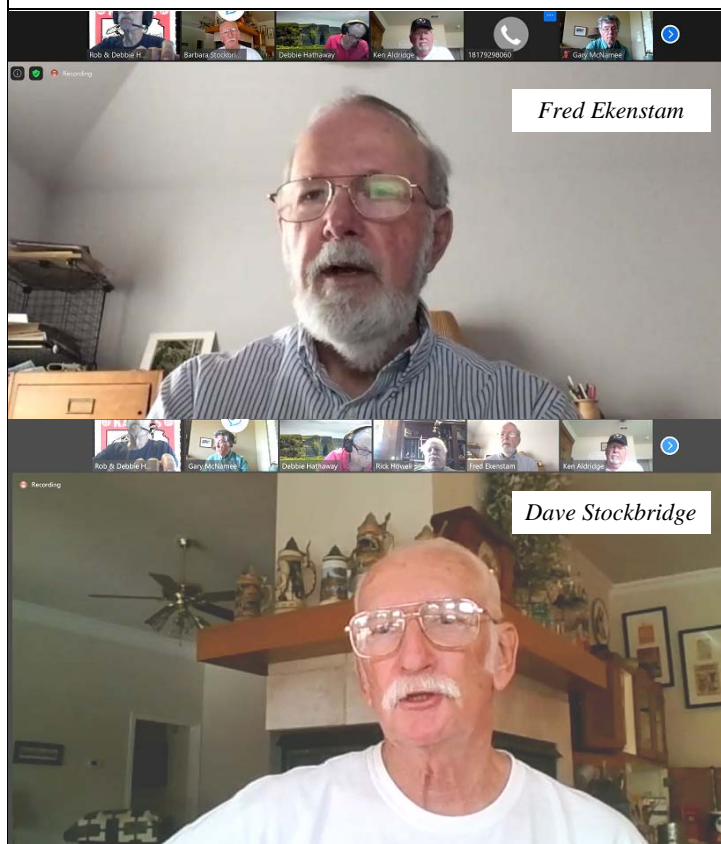 Rob & Debbie H...
Barbara Stockbri...
Debbie Hathaway
Ken Aldridge
18179298060
Gary McNamee
Recording
Fred Ekenstam
Rob & Debbie H...
Gary McNamee
Debbie Hathaway
Rick Howell
Fred Ekenstam
Ken Aldridge
Recording
Dave Stockbridge